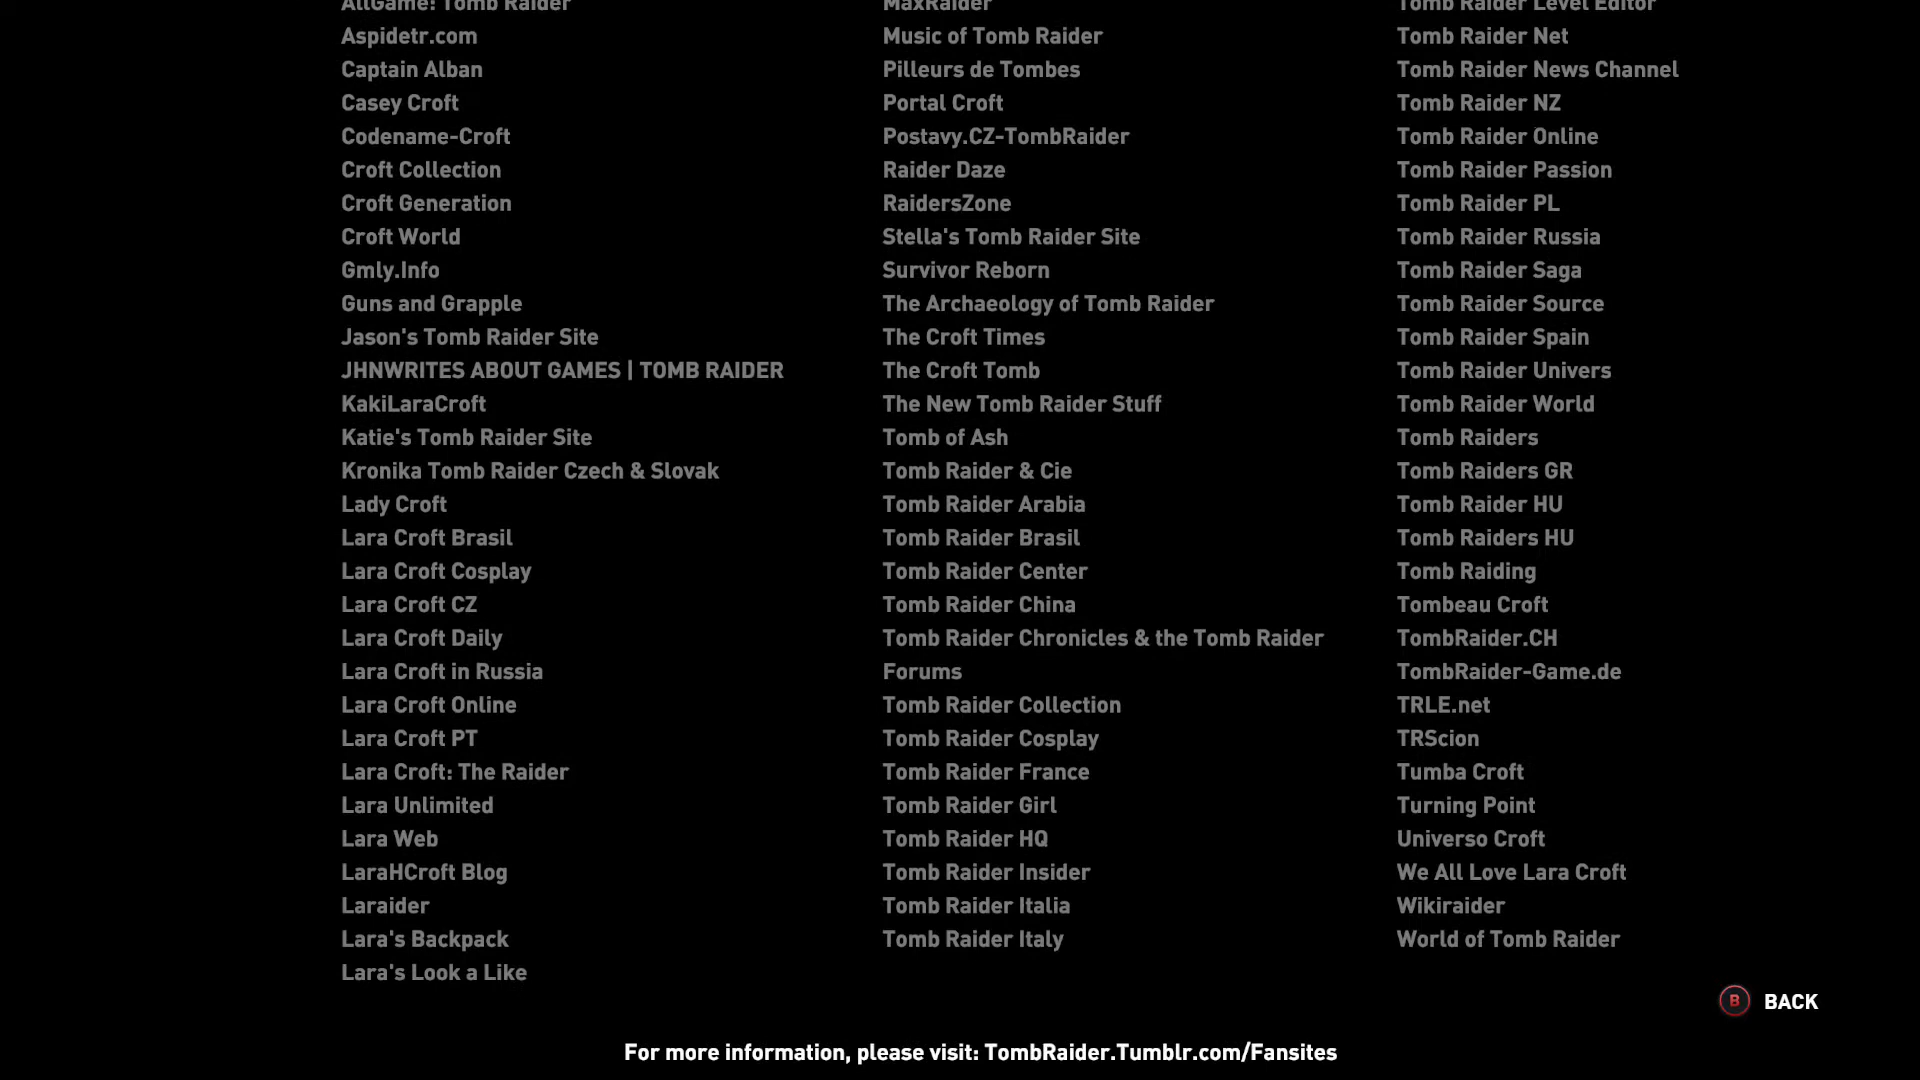 AllGame: Tomb Raider
Aspidetr.com
Captain Alban
Casey Croft
Codename-Croft
Croft Collection
Croft Generation
Croft World
Gmly.Info
Guns and Grapple
Jason's Tomb Raider Site
JHNWRITES ABOUT GAMES | TOMB RAIDER
KakiLaraCroft
Katie's Tomb Raider Site
Kronika Tomb Raider Czech & Slovak
Lady Croft
Lara Croft Brasil
Lara Croft Cosplay
Lara Croft CZ
Lara Croft Daily
Lara Croft in Russia
Lara Croft Online
Lara Croft PT
Lara Croft: The Raider
Lara Unlimited
Lara Web
LaraHCroft Blog
Laraider
Lara's Backpack
Lara's Look a Like
MaxRaider
Music of Tomb Raider
Pilleurs de Tombes
Portal Croft
Postavy.CZ-TombRaider
Raider Daze
RaidersZone
Stella's Tomb Raider Site
Survivor Reborn
The Archaeology of Tomb Raider
The Croft Times
The Croft Tomb
The New Tomb Raider Stuff
Tomb of Ash
Tomb Raider & Cie
Tomb Raider Arabia
Tomb Raider Brasil
Tomb Raider Center
Tomb Raider China
Tomb Raider Chronicles & the Tomb Raider
Forums
Tomb Raider Collection
Tomb Raider Cosplay
Tomb Raider France
Tomb Raider Girl
Tomb Raider HQ
Tomb Raider Insider
Tomb Raider Italia
Tomb Raider Italy
Tomb Raider Level Editor
Tomb Raider Net
Tomb Raider News Channel
Tomb Raider NZ
Tomb Raider Online
Tomb Raider Passion
Tomb Raider PL
Tomb Raider Russia
Tomb Raider Saga
Tomb Raider Source
Tomb Raider Spain
Tomb Raider Univers
Tomb Raider World
Tomb Raiders
Tomb Raiders GR
Tomb Raider HU
Tomb Raiders HU
Tomb Raiding
Tombeau Croft
TombRaider.CH
TombRaider-Game.de
TRLE.net
TRScion
Tumba Croft
Turning Point
Universo Croft
We All Love Lara Croft
Wikiraider
World of Tomb Raider
B BACK
For more information, please visit: TombRaider.Tumblr.com/Fansites